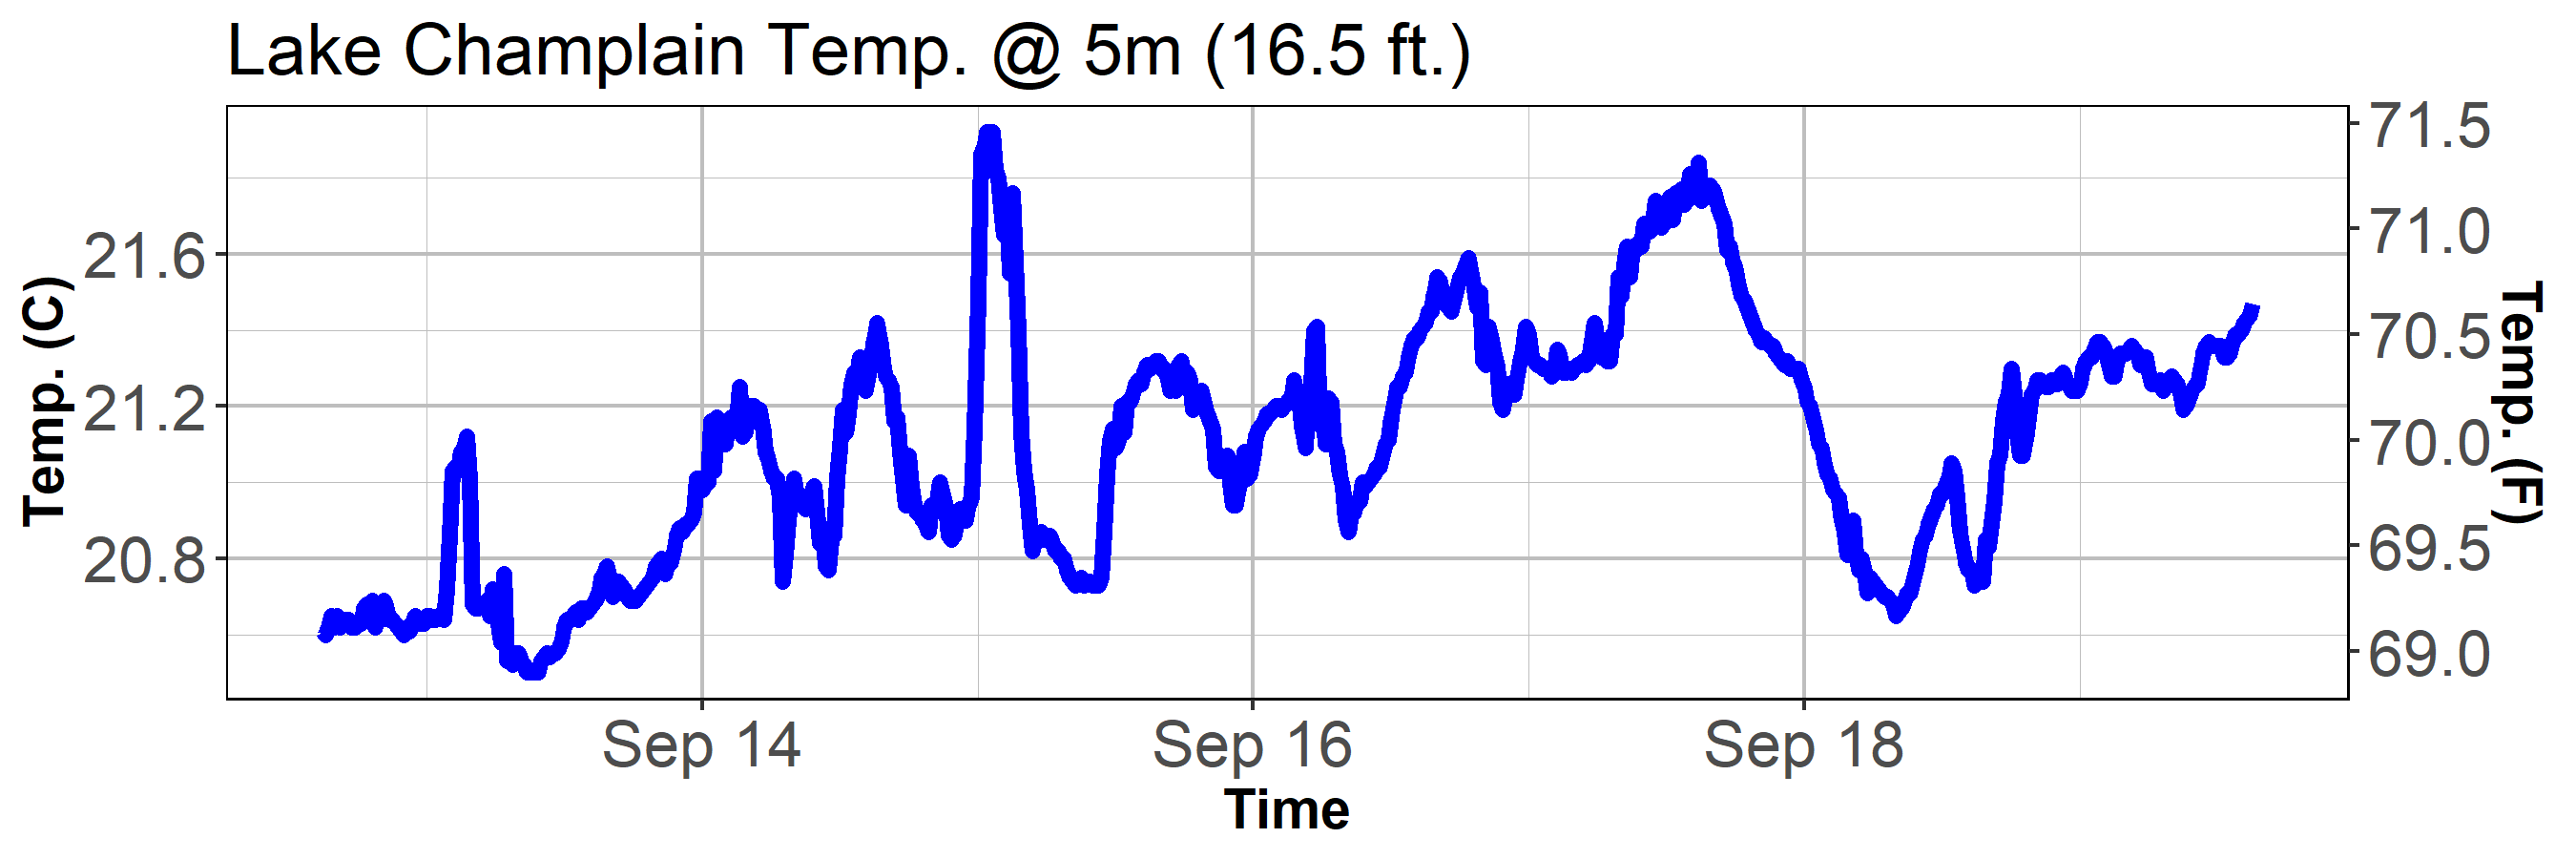 Lake Champlain Temp. @ 5m (16.5 ft.)
Temp. (C)
21.6
21.2
20.8
71.5
71.0
70.5
70.0
69.5
69.0
Temp. (F)
Sep 14
Sep 16
Sep 18
Time